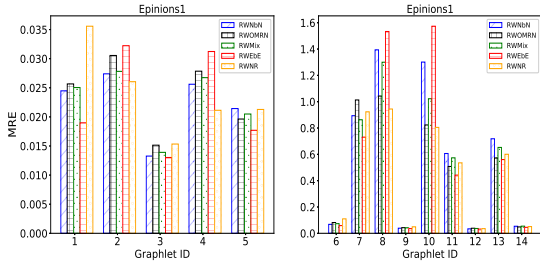 Epinions1
MRE
0.035
0.030
0.025
0.020
0.015
0.010
0.005
0.000
RWNbN
RWOMRN
RWMix
RWEbE
RWNR
1 2 3 4 5
Graphlet ID
Epinions1
1.6
1.4
1.2
1.0
0.8
0.6
0.4
0.2
0.0
RWNbN
RWOMRN
RWMix
RWEbE
RWNR
6 7 8 9 10 11 12 13 14
Graphlet ID